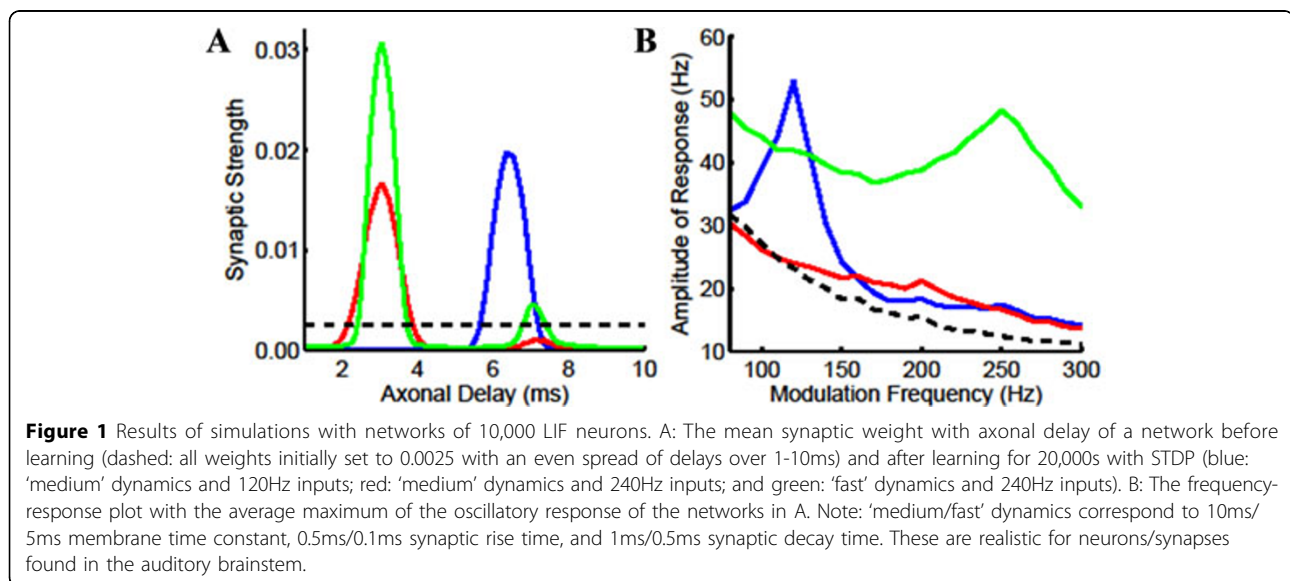 A
0.03
0.02
0.01
0.00
Synaptic Strength
2 4 6 8 10
Axonal Delay (ms)
B
60
50
40
30
20
10
Amplitude of Response (Hz)
100 150 200 250 300
Modulation Frequency (Hz)
Figure 1 Results of simulations with networks of 10,000 LIF neurons. A: The mean synaptic weight with axonal delay of a network before
learning (dashed: all weights initially set to 0.0025 with an even spread of delays over 1-10ms) and after learning for 20,000s with STDP (blue:
‘medium’ dynamics and 120Hz inputs; red: ‘medium’ dynamics and 240Hz inputs; and green: ‘fast’ dynamics and 240Hz inputs). B: The frequency-
response plot with the average maximum of the oscillatory response of the networks in A. Note: ‘medium/fast’ dynamics correspond to 10ms/
5ms membrane time constant, 0.5ms/0.1ms synaptic rise time, and 1ms/0.5ms synaptic decay time. These are realistic for neurons/synapses
found in the auditory brainstem.